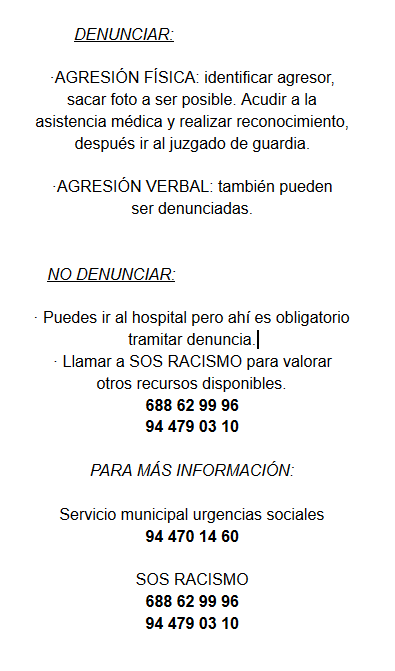 DENUNCIAR:
·AGRESIÓN FÍSICA: identificar agresor,
sacar foto a ser posible. Acudir a la
asistencia médica y realizar reconocimiento,
después ir al juzgado de guardia.
·AGRESIÓN VERBAL: también pueden
ser denunciadas.
NO DENUNCIAR:
· Puedes ir al hospital pero ahí es obligatorio
tramitar denuncia.
· Llamar a SOS RACISMO para valorar
otros recursos disponibles.
688 62 99 96
94 479 03 10
PARA MÁS INFORMACIÓN:
Servicio municipal urgencias sociales
94 470 14 60
SOS RACISMO
688 62 99 96
94 479 03 10